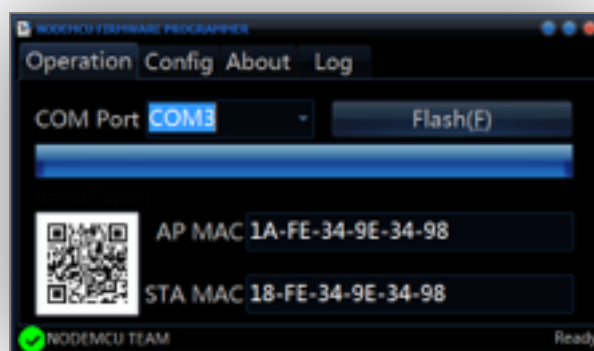 NODEMCU FIRMWARE PROGRAMMER
Operation Config About Log
COM Port COM3 Flash(F)
AP MAC 1A-FE-34-9E-34-98
STA MAC 18-FE-34-9E-34-98
NODEMCU TEAM Ready